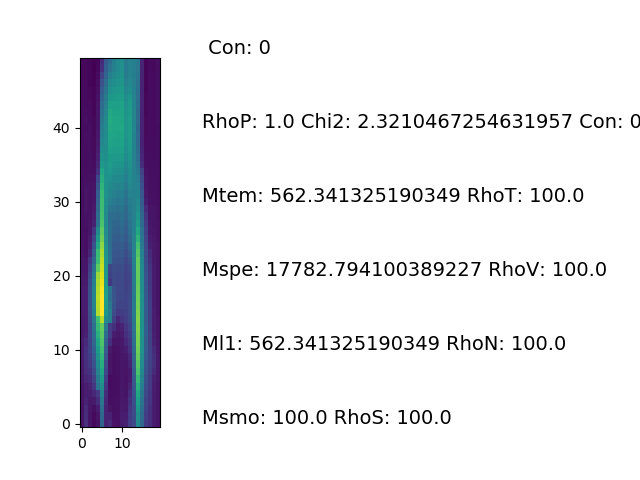 Con: 0
RhoP: 1.0 Chi2: 2.3210467254631957 Con: 0
Mtem: 562.341325190349 RhoT: 100.0
Mspe: 17782.794100389227 RhoV: 100.0
Ml1: 562.341325190349 RhoN: 100.0
Msmo: 100.0 RhoS: 100.0
40
30
20
10
0
0 10